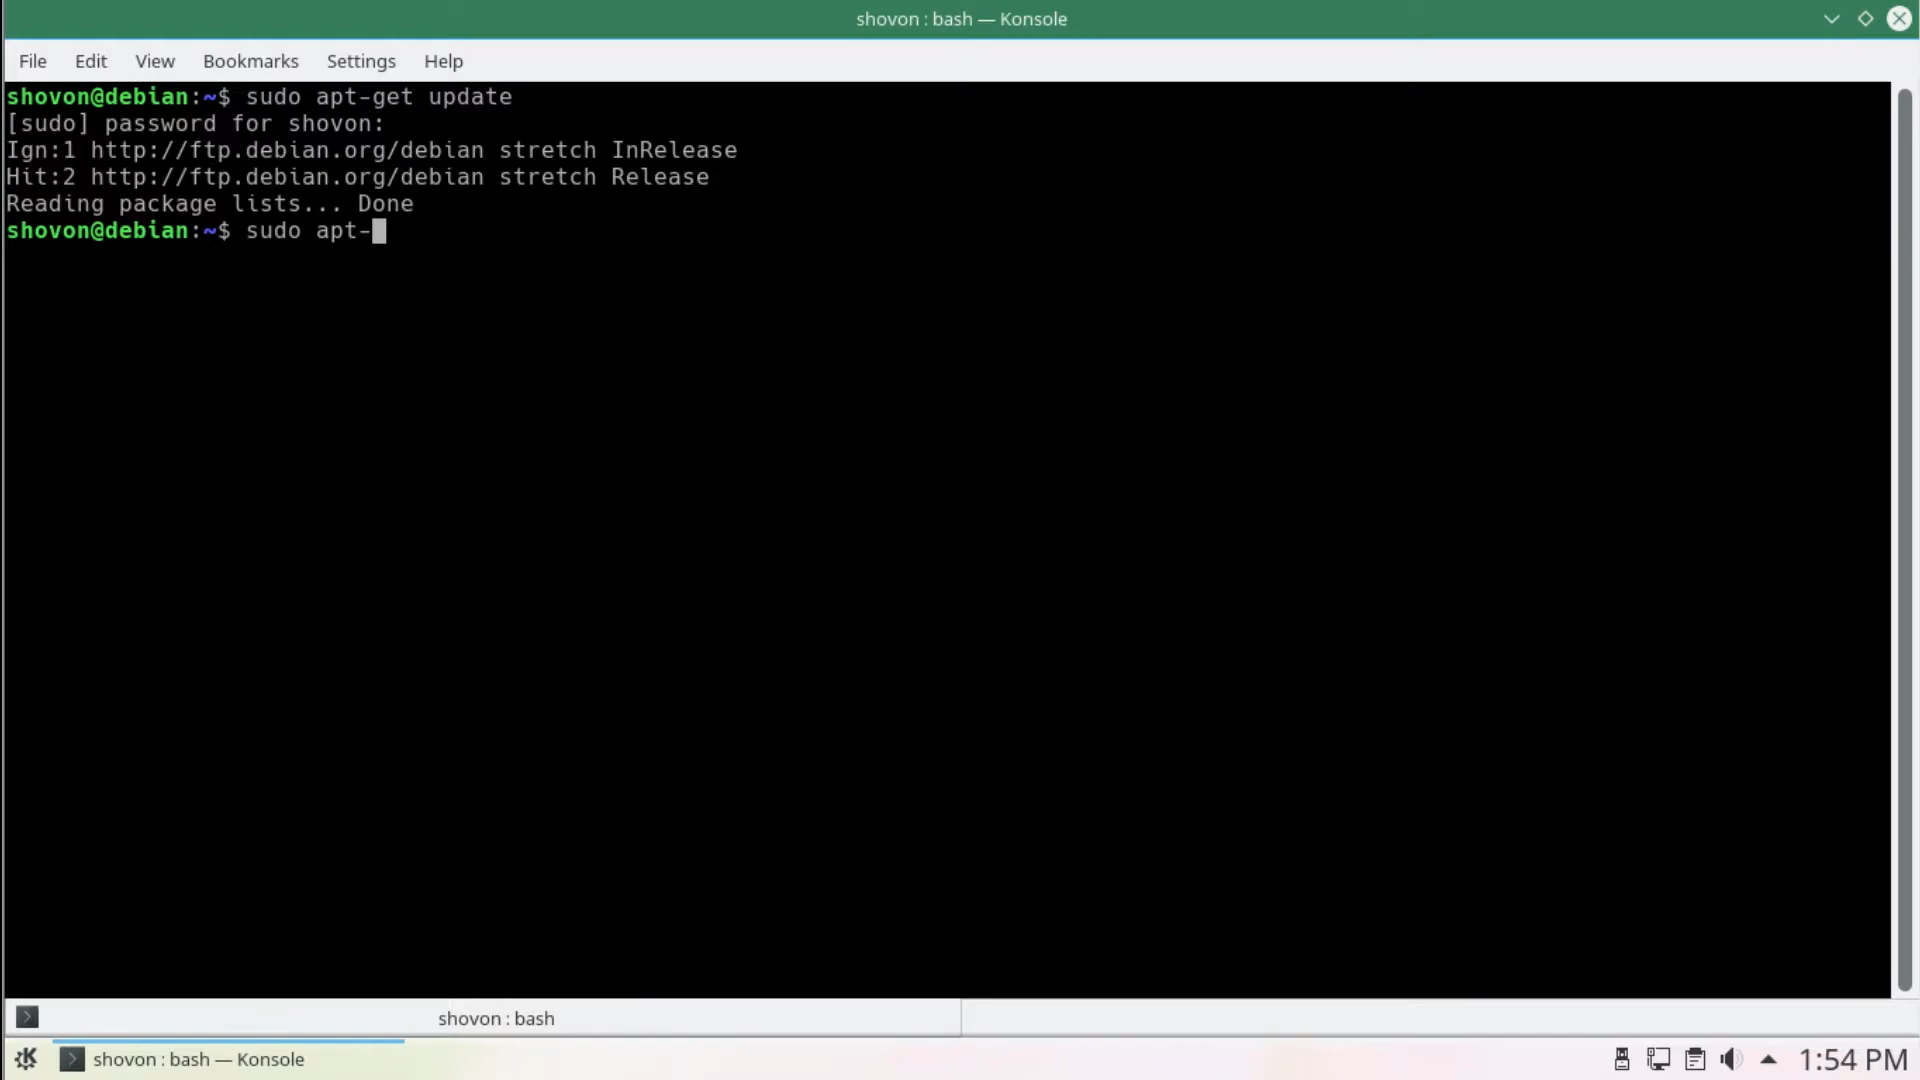 shovon : bash — Konsole
File Edit View Bookmarks Settings Help
shovon@debian:~$ sudo apt-get update
[sudo] password for shovon:
Ign:1 http://ftp.debian.org/debian stretch InRelease
Hit:2 http://ftp.debian.org/debian stretch Release
Reading package lists... Done
shovon@debian:~$ sudo apt-
shovon : bash
shovon : bash — Konsole 1:54 PM